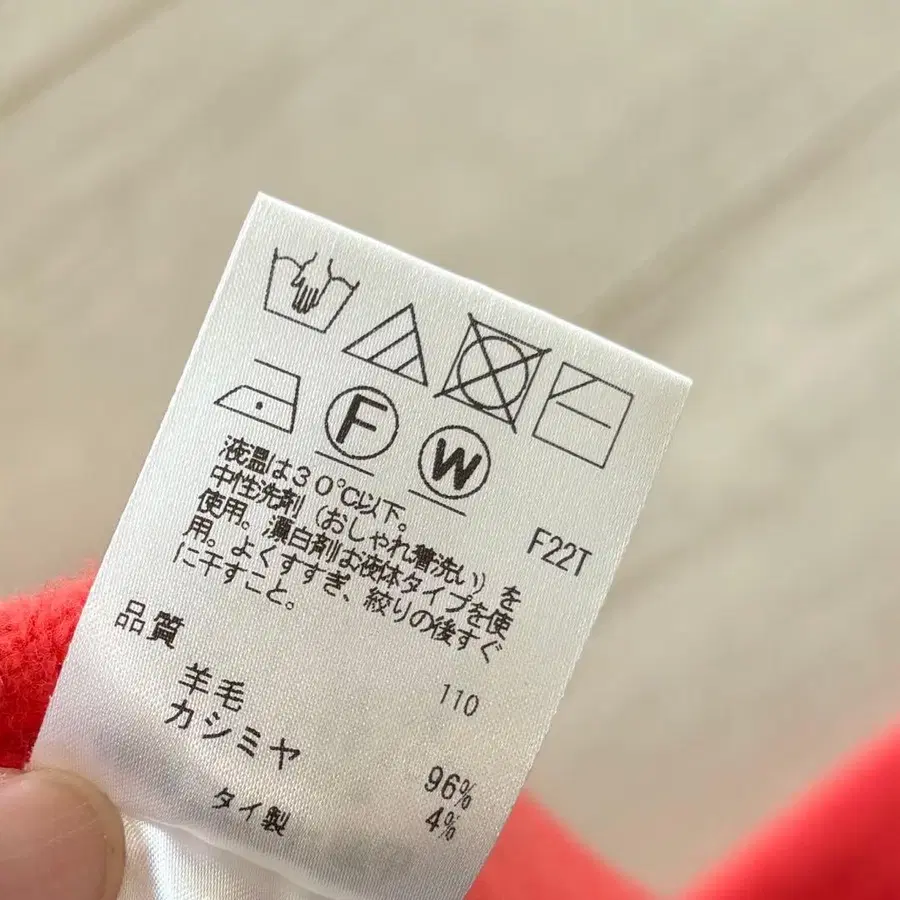 F W
液温は30℃以下。
中性洗剤（おしゃれ着洗い）を
使用。漂白剤は液体タイプを使
用。よくすすぎ、絞りの後すぐ
に干すこと。
F22T
品質
110
羊毛 96%
カシミヤ 4%
タイ製